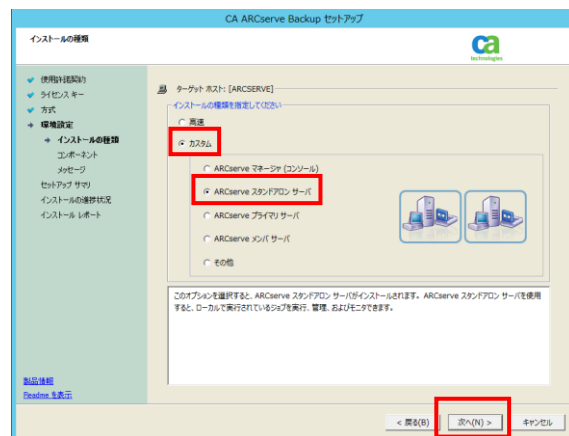 CA ARCserve Backup セットアップ
インストールの種類
ca
technologies
使用許諾契約
ライセンス キー
方式
環境設定
インストールの種類
コンポーネント
メッセージ
セットアップ サマリ
インストールの進捗状況
インストール レポート
製品情報
Readme を表示
ターゲット ホスト: [ARCSERVE]
インストールの種類を指定してください
高速
カスタム
ARCserve マネージャ (コンソール)
ARCserve スタンドアロン サーバ
ARCserve プライマリ サーバ
ARCserve メンバ サーバ
その他
このオプションを選択すると、ARCserve スタンドアロン サーバがインストールされます。 ARCserve スタンドアロン サーバを使用
すると、ローカルで実行されているジョブを実行、管理、およびモニタできます。
< 戻る(B)
次へ(N) >
キャンセル